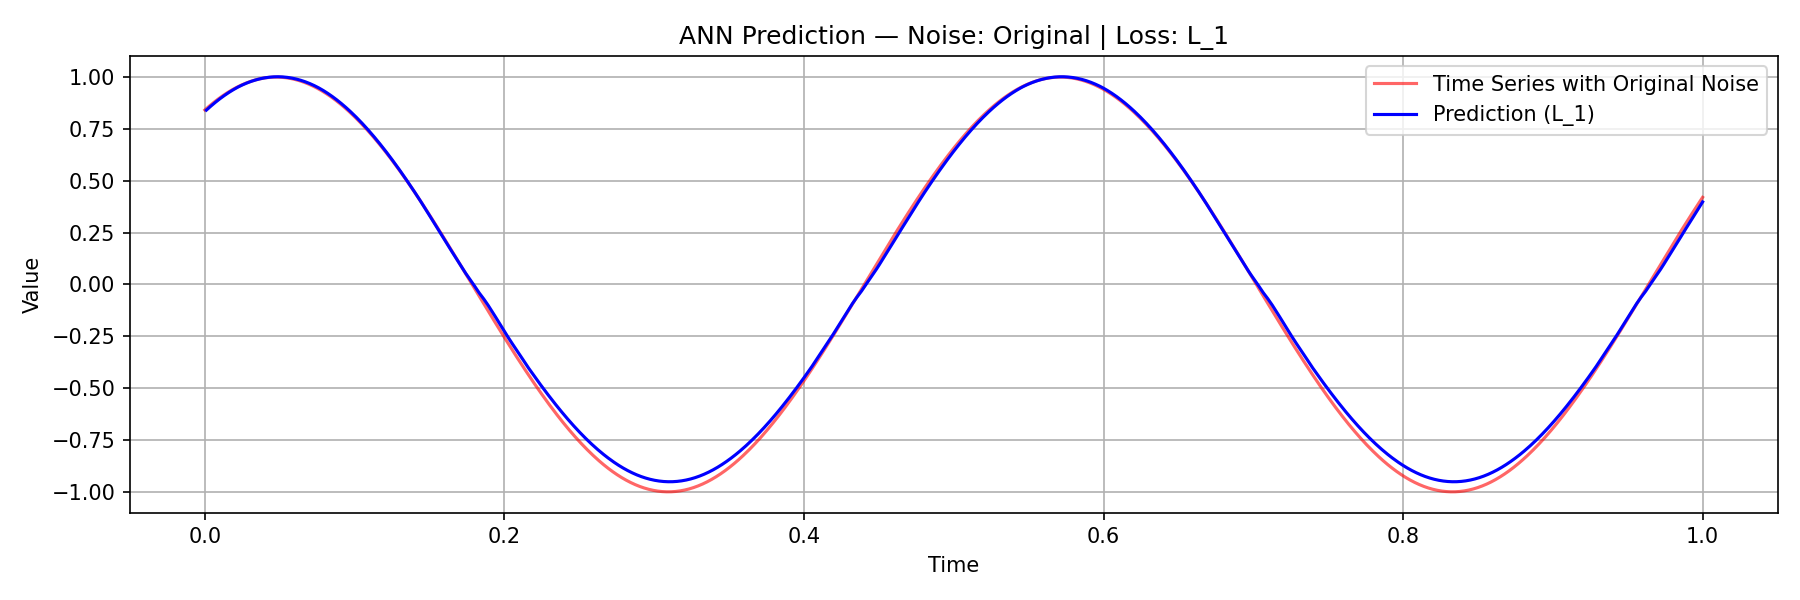 ANN Prediction — Noise: Original | Loss: L_1
Time Series with Original Noise
Prediction (L_1)
1.00
0.75
0.50
0.25
0.00
−0.25
−0.50
−0.75
−1.00
Value
0.0 0.2 0.4 0.6 0.8 1.0
Time